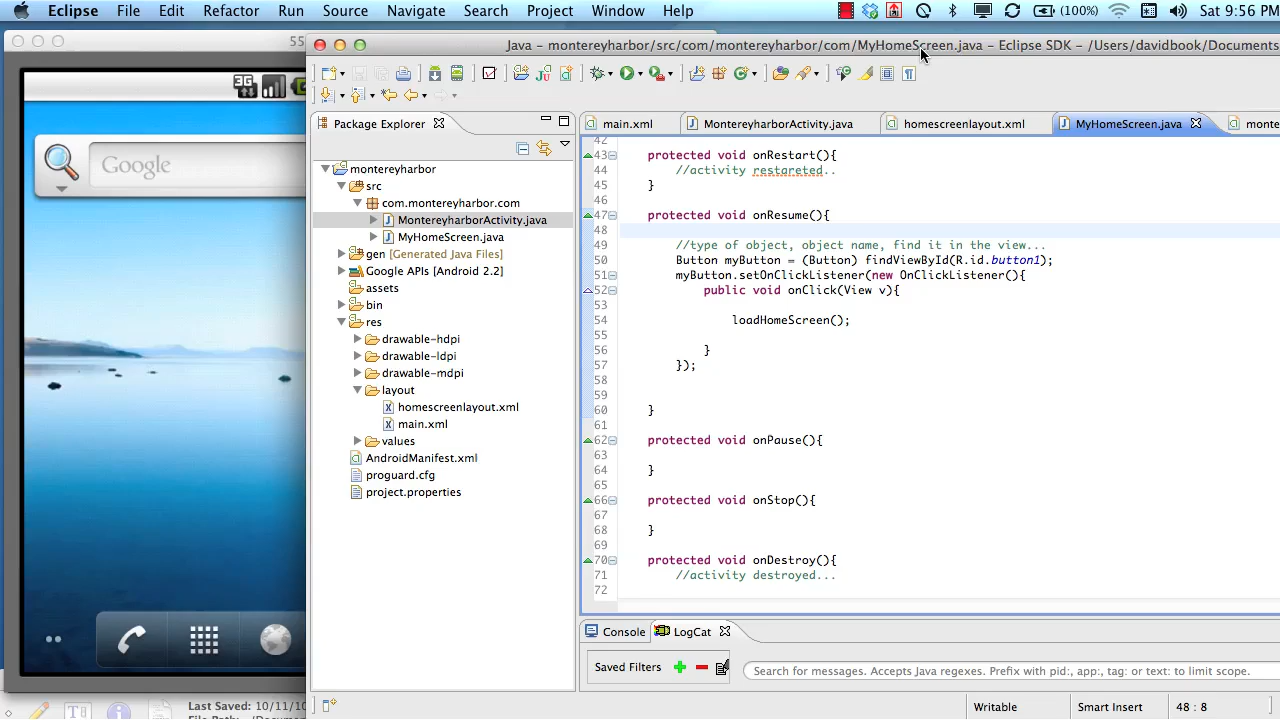 Eclipse File Edit Refactor Run Source Navigate Search Project Window Help (100%) Sat 9:56 PM
55
Java – montereyharbor/src/com/montereyharbor/com/MyHomeScreen.java – Eclipse SDK – /Users/davidbook/Documents
3G
Google
Package Explorer
montereyharbor
src
com.montereyharbor.com
MontereyharborActivity.java
MyHomeScreen.java
gen [Generated Java Files]
Google APIs [Android 2.2]
assets
bin
res
drawable-hdpi
drawable-ldpi
drawable-mdpi
layout
homescreenlayout.xml
main.xml
values
AndroidManifest.xml
proguard.cfg
project.properties
main.xml MontereyharborActivity.java homescreenlayout.xml MyHomeScreen.java monte
42
43 protected void onRestart(){
44 //activity restareted..
45 }
46
47 protected void onResume(){
48
49 //type of object, object name, find it in the view...
50 Button myButton = (Button) findViewById(R.id.button1);
51 myButton.setOnClickListener(new OnClickListener(){
52 public void onClick(View v){
53
54 loadHomeScreen();
55
56 }
57 });
58
59
60 }
61
62 protected void onPause(){
63
64 }
65
66 protected void onStop(){
67
68 }
69
70 protected void onDestroy(){
71 //activity destroyed...
72
Console LogCat
Saved Filters
Search for messages. Accepts Java regexes. Prefix with pid:, app:, tag: or text: to limit scope.
Writable Smart Insert 48 : 8
Last Saved: 10/11/10